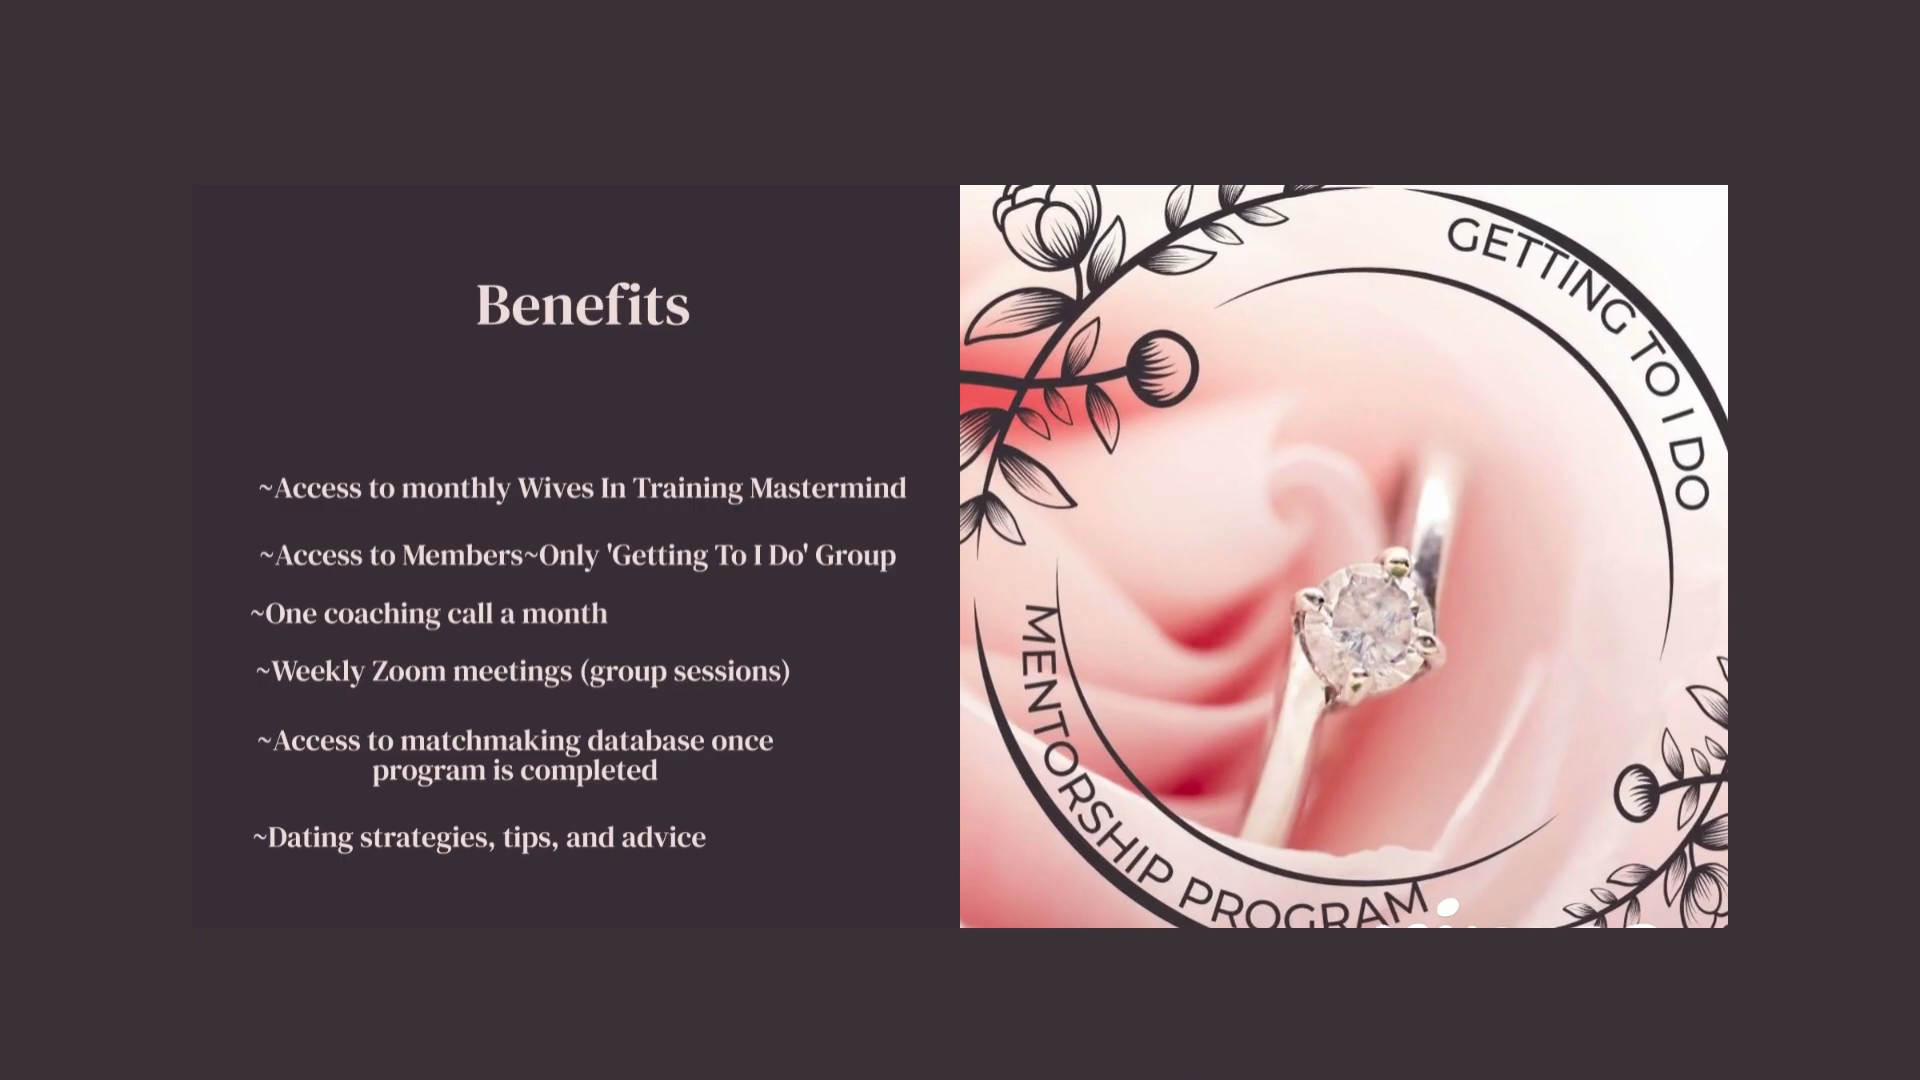 Benefits
~Access to monthly Wives In Training Mastermind
~Access to Members~Only 'Getting To I Do' Group
~One coaching call a month
~Weekly Zoom meetings (group sessions)
~Access to matchmaking database once
program is completed
~Dating strategies, tips, and advice
GETTING TO I DO
MENTORSHIP PROGRAM